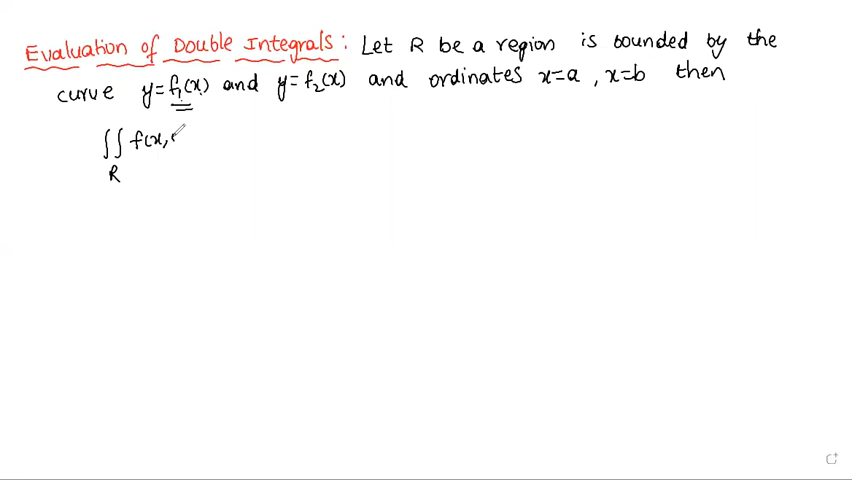 Evaluation of Double Integrals: Let R be a region is bounded by the
curve y=f₁(x) and y=f₂(x) and ordinates x=a, x=b then
∬ f(x,
R